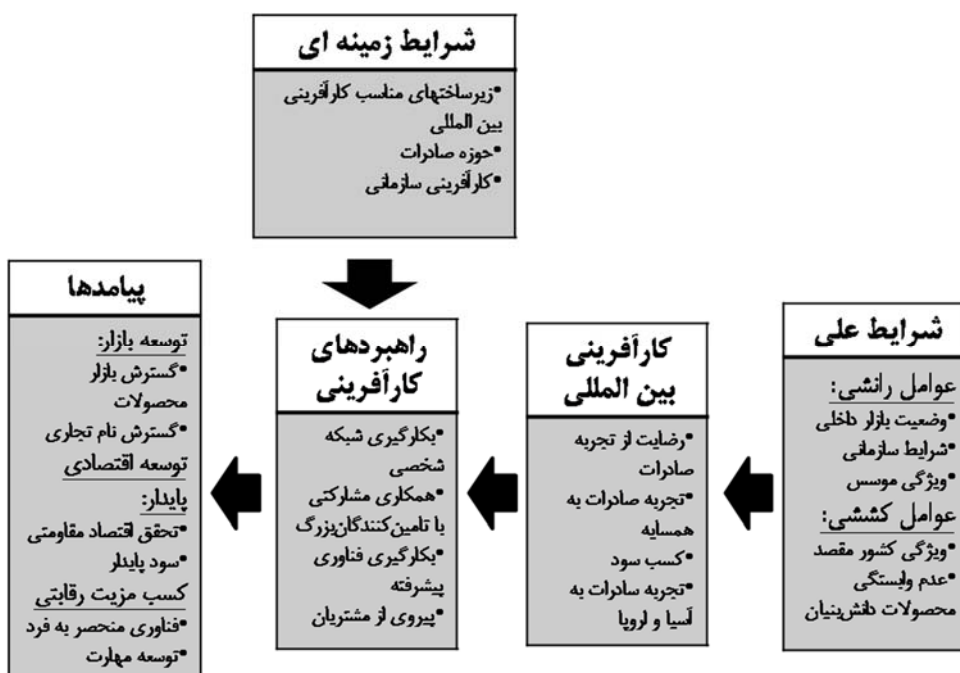 شرایط زمینه ای
•زیرساختهای مناسب کارآفرینی
بین المللی
•حوزه صادرات
•کارآفرینی سازمانی
شرایط علی
عوامل رانشی:
•وضعیت بازار داخلی
•شرایط سازمانی
•ویژگی موسس
عوامل کششی:
•ویژگی کشور مقصد
•عدم وابستگی
محصولات دانش‌بنیان
کارآفرینی
بین المللی
•رضایت از تجربه
صادرات
•تجربه صادرات به
همسایه
•کسب سود
•تجربه سادرات به
آسیا و اروپا
راهبردهای
کارآفرینی
•بکارگیری شبکه
شخصی
•همکاری مشارکتی
با تامین‌کنندگان‌بزرگ
•بکارگیری فناوری
پیشرفته
•پیروی از مشتریان
پیامدها
توسعه بازار:
•گسترش بازار
محصولات
•گسترش نام تجاری
توسعه اقتصادی
پایدار:
•تحقق اقتصاد مقاومتی
•سود پایدار
کسب مزیت رقابتی
•فناوری منحصر به فرد
•توسعه مهارت